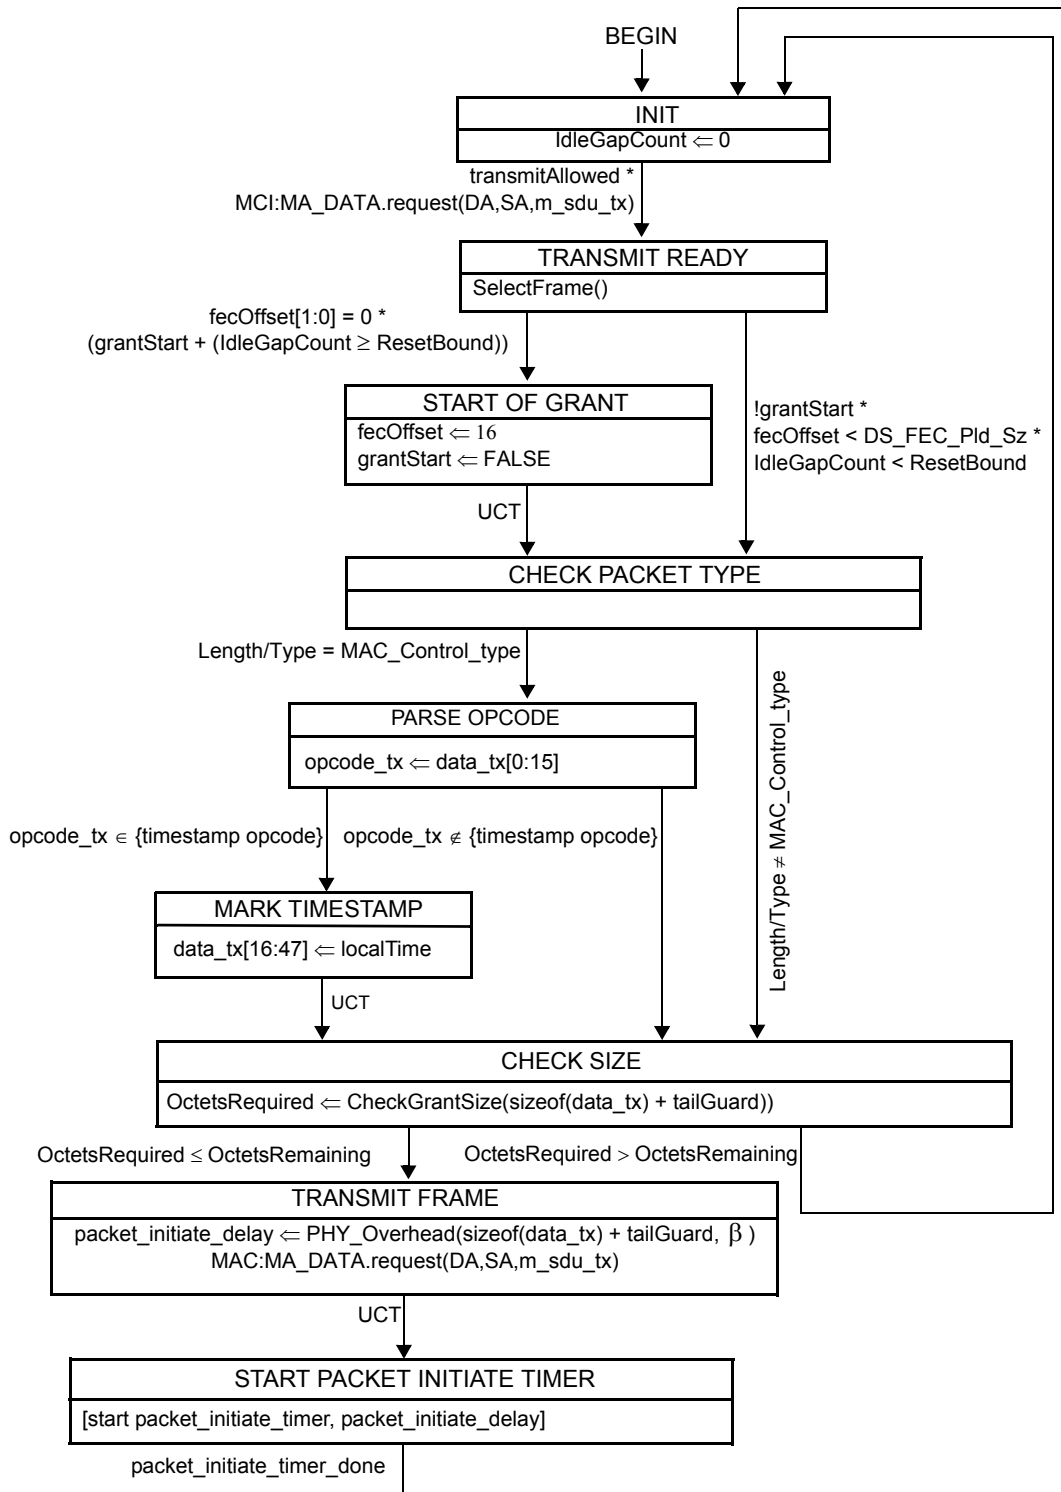 BEGIN
INIT
IdleGapCount ⇐ 0
transmitAllowed *
MCI:MA_DATA.request(DA,SA,m_sdu_tx)
TRANSMIT READY
SelectFrame()
fecOffset[1:0] = 0 *
(grantStart + (IdleGapCount ≥ ResetBound))
START OF GRANT
fecOffset ⇐ 16
grantStart ⇐ FALSE
!grantStart *
fecOffset < DS_FEC_Pld_Sz *
IdleGapCount < ResetBound
UCT
CHECK PACKET TYPE
Length/Type = MAC_Control_type
Length/Type ≠ MAC_Control_type
PARSE OPCODE
opcode_tx ⇐ data_tx[0:15]
opcode_tx ∈ {timestamp opcode}
opcode_tx ∉ {timestamp opcode}
MARK TIMESTAMP
data_tx[16:47] ⇐ localTime
UCT
CHECK SIZE
OctetsRequired ⇐ CheckGrantSize(sizeof(data_tx) + tailGuard))
OctetsRequired ≤ OctetsRemaining
OctetsRequired > OctetsRemaining
TRANSMIT FRAME
packet_initiate_delay ⇐ PHY_Overhead(sizeof(data_tx) + tailGuard, β )
MAC:MA_DATA.request(DA,SA,m_sdu_tx)
UCT
START PACKET INITIATE TIMER
[start packet_initiate_timer, packet_initiate_delay]
packet_initiate_timer_done